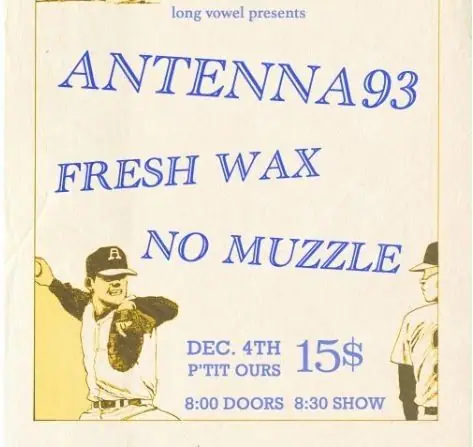 long vowel presents
ANTENNA93
FRESH WAX
NO MUZZLE
A
DEC. 4TH 15$
P'TIT OURS
8:00 DOORS 8:30 SHOW